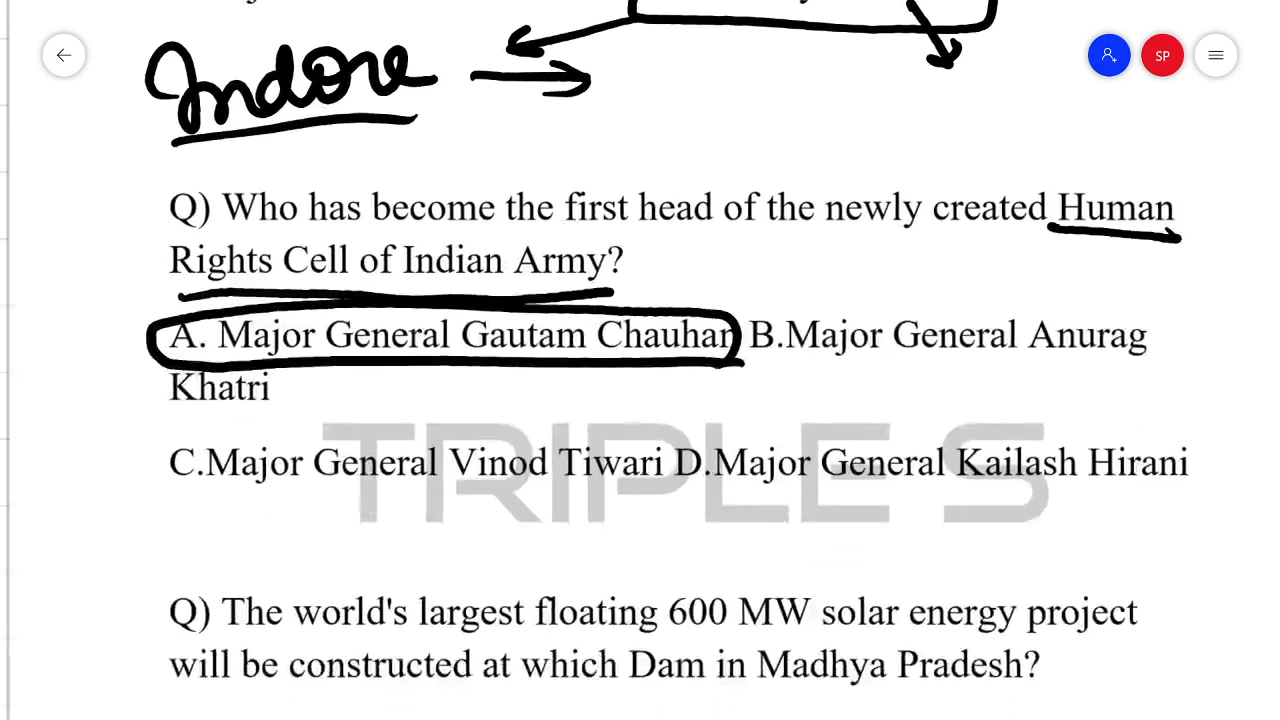 Indore
SP
Q) Who has become the first head of the newly created Human
Rights Cell of Indian Army?
A. Major General Gautam Chauhan B.Major General Anurag
Khatri
C.Major General Vinod Tiwari D.Major General Kailash Hirani
TRIPLE S
Q) The world's largest floating 600 MW solar energy project
will be constructed at which Dam in Madhya Pradesh?